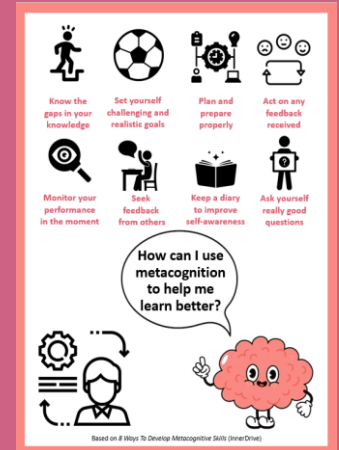 Know the
gaps in your
knowledge
Set yourself
challenging and
realistic goals
Plan and
prepare
properly
Act on any
feedback
received
Monitor your
performance
in the moment
Seek
feedback
from others
Keep a diary
to improve
self-awareness
Ask yourself
really good
questions
?
How can I use
metacognition
to help me
learn better?
Based on 8 Ways To Develop Metacognitive Skills (InnerDrive)